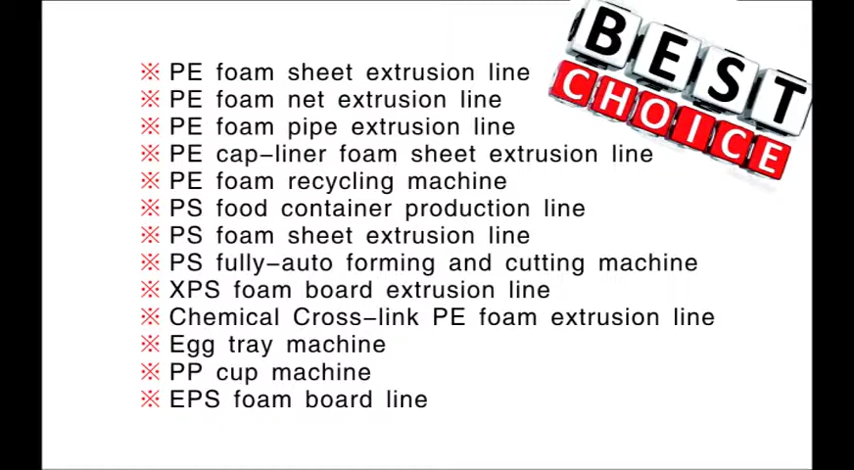 BEST
CHOICE
※ PE foam sheet extrusion line
※ PE foam net extrusion line
※ PE foam pipe extrusion line
※ PE cap-liner foam sheet extrusion line
※ PE foam recycling machine
※ PS food container production line
※ PS foam sheet extrusion line
※ PS fully-auto forming and cutting machine
※ XPS foam board extrusion line
※ Chemical Cross-link PE foam extrusion line
※ Egg tray machine
※ PP cup machine
※ EPS foam board line